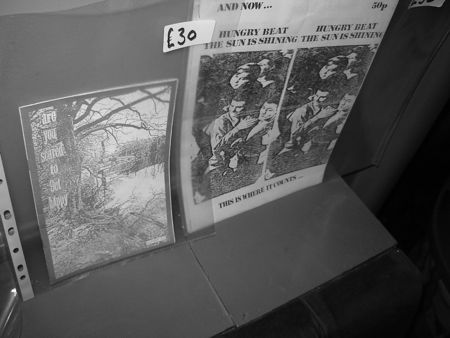 AND NOW... 50p
£30
HUNGRY BEAT HUNGRY BEAT
THE SUN IS SHINING THE SUN IS SHINING
THIS IS WHERE IT COUNTS ...
are
you
scared
to
get
happy